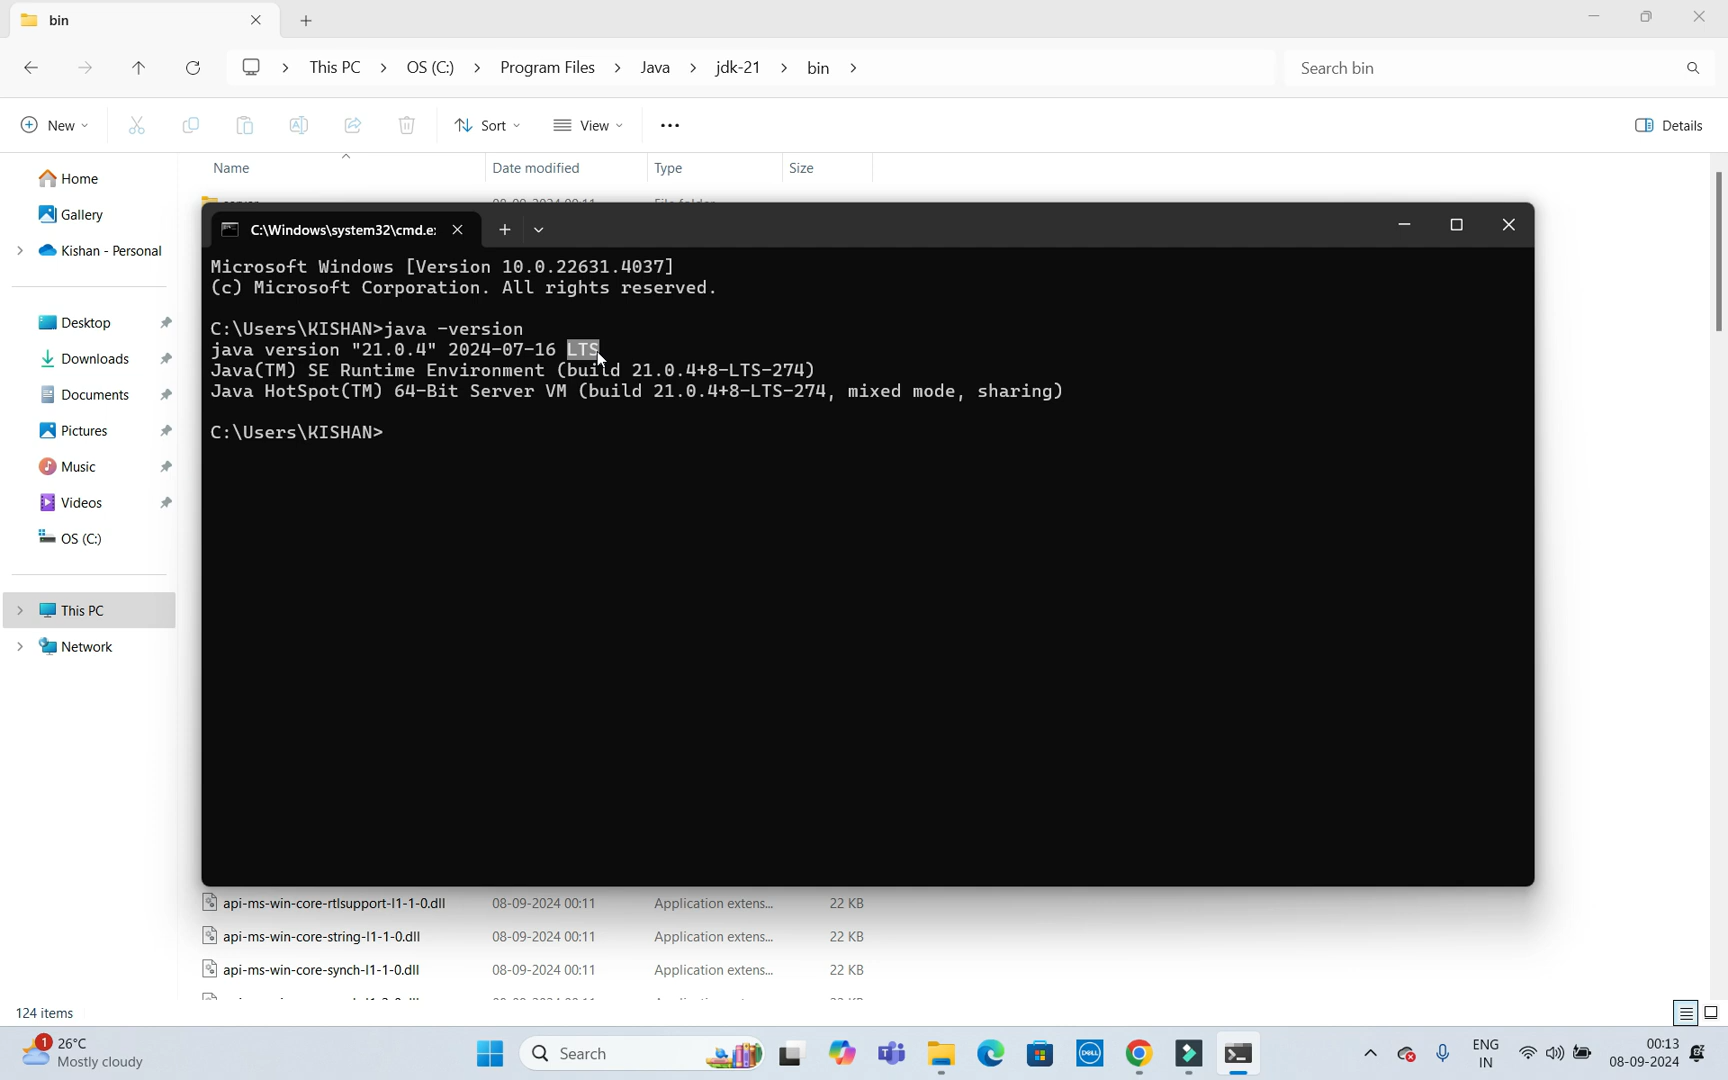 bin
This PC
OS (C:)
Program Files
Java
jdk-21
bin
Search bin
New
Sort
View
Details
Name
Date modified
Type
Size
Home
Gallery
Kishan - Personal
Desktop
Downloads
Documents
Pictures
Music
Videos
OS (C:)
This PC
Network
C:\Windows\system32\cmd.e:
Microsoft Windows [Version 10.0.22631.4037]
(c) Microsoft Corporation. All rights reserved.
C:\Users\KISHAN>java -version
java version "21.0.4" 2024-07-16 LTS
Java(TM) SE Runtime Environment (build 21.0.4+8-LTS-274)
Java HotSpot(TM) 64-Bit Server VM (build 21.0.4+8-LTS-274, mixed mode, sharing)
C:\Users\KISHAN>
api-ms-win-core-rtlsupport-l1-1-0.dll 08-09-2024 00:11 Application extens... 22 KB
api-ms-win-core-string-l1-1-0.dll 08-09-2024 00:11 Application extens... 22 KB
api-ms-win-core-synch-l1-1-0.dll 08-09-2024 00:11 Application extens... 22 KB
124 items
1
26°C
Mostly cloudy
Search
DELL
ENG
IN
00:13
08-09-2024